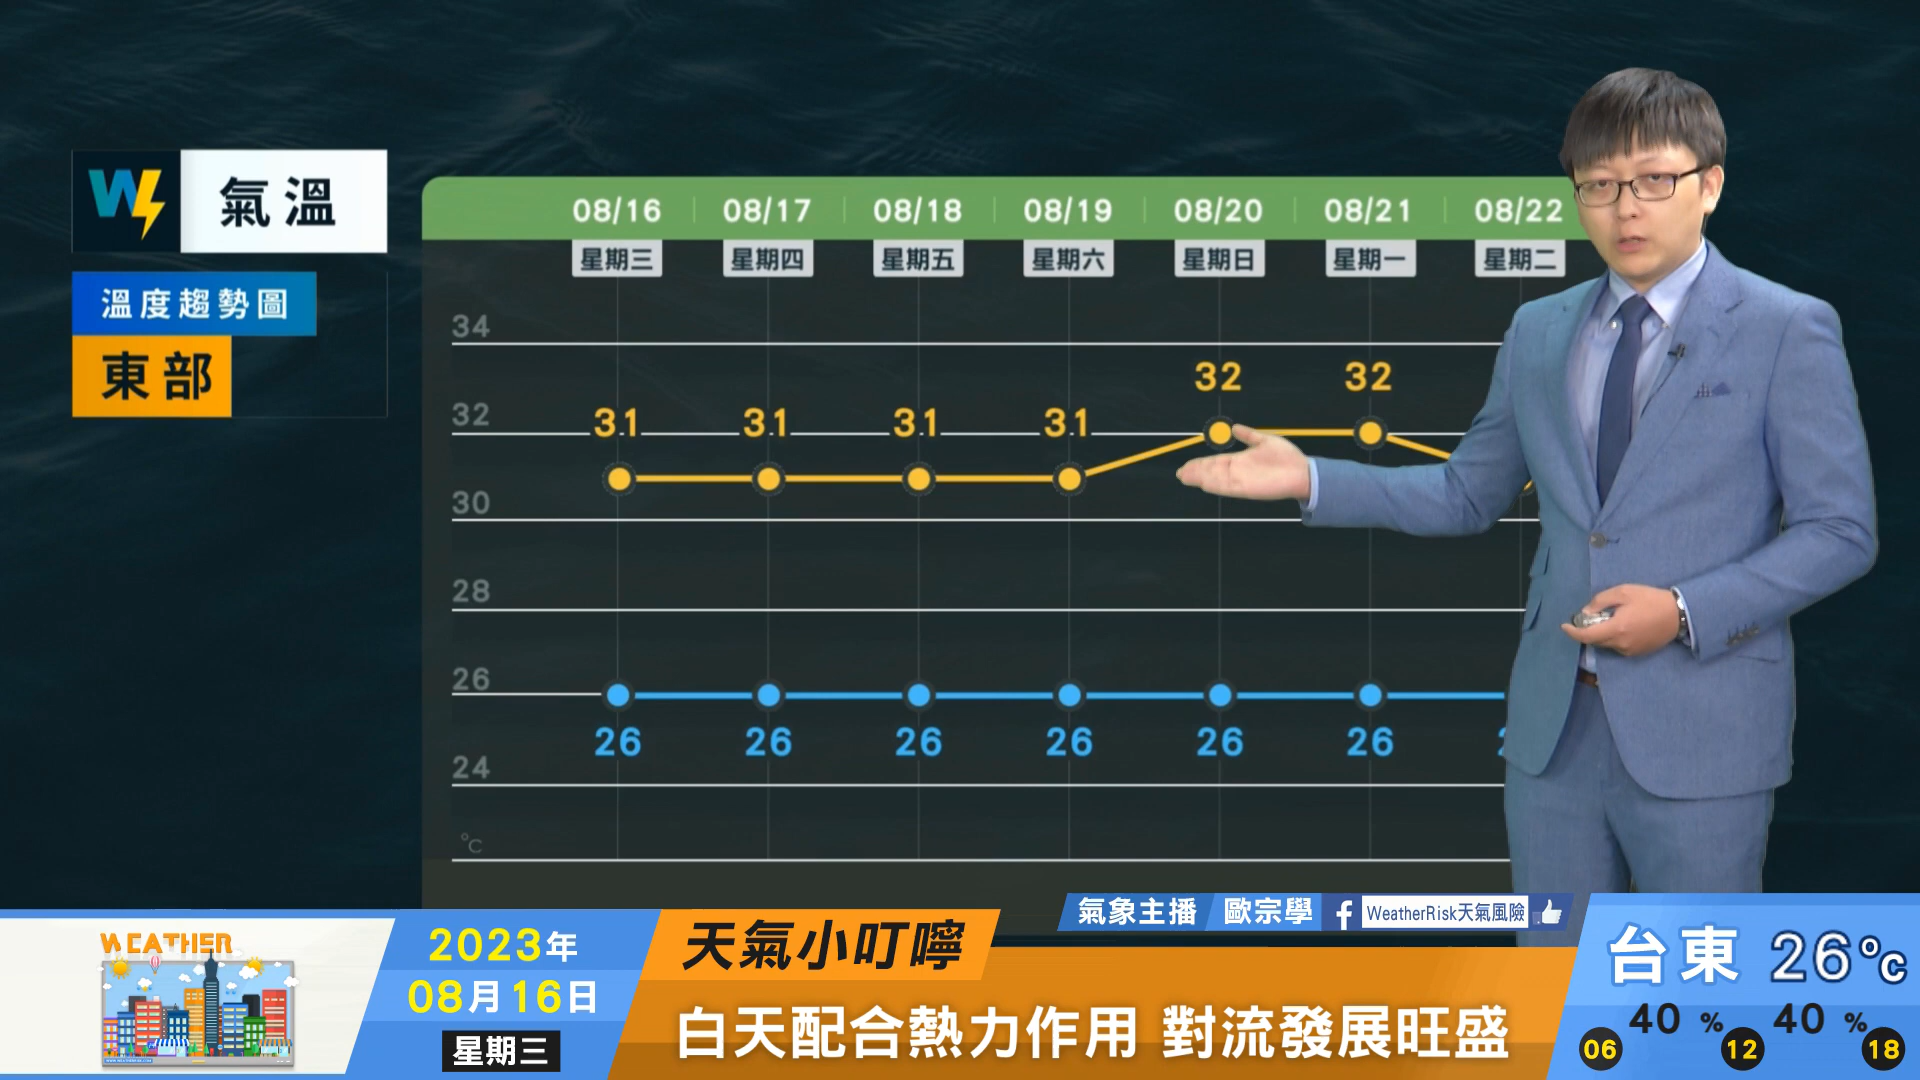 氣溫
溫度趨勢圖
東部
08/16 08/17 08/18 08/19 08/20 08/21 08/22
星期三 星期四 星期五 星期六 星期日 星期一 星期二
34
32
30
28
26
24
°C
31 31 31 31 32 32
26 26 26 26 26 26
氣象主播 歐宗學 f WeatherRisk天氣風險
WEATHER
2023年
08月16日
星期三
天氣小叮嚀
白天配合熱力作用 對流發展旺盛
台東 26°C
40 % 40 %
06 12 18